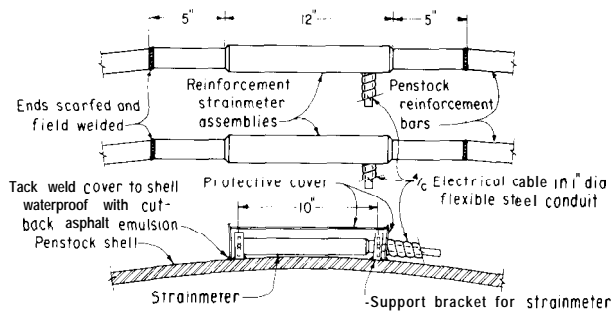 5" 12" 5"
Ends scarfed and
field welded
Reinforcement
strainmeter
assemblies
Penstock
reinforcement
bars
Tack weld cover to shell
waterproof with cut-
back asphalt emulsion
Penstock shell
Protective cover
10"
4/c Electrical cable in 1" dia
flexible steel conduit
Strainmeter
-Support bracket for strainmeter